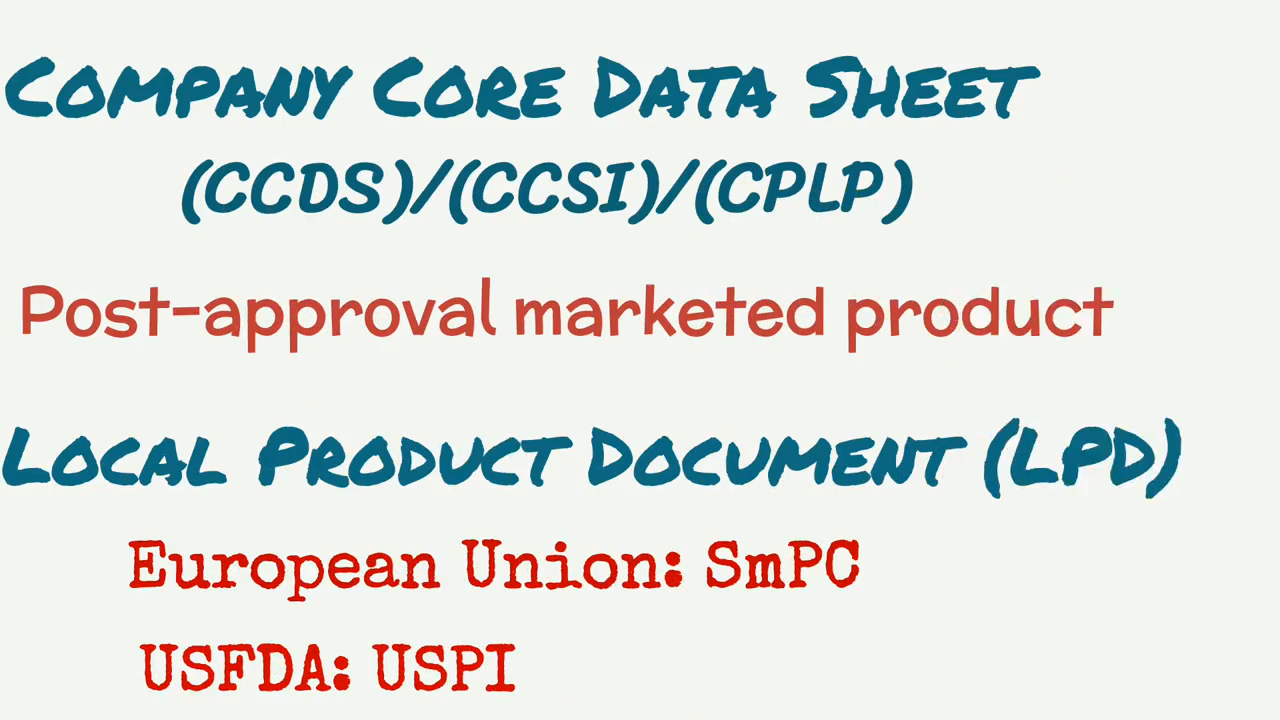 Company Core Data Sheet
(CCDS)/(CCSI)/(CPLP)
Post-approval marketed product
Local Product Document (LPD)
European Union: SmPC
USFDA: USPI